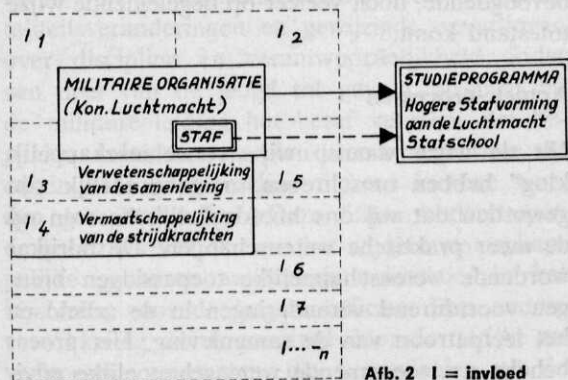 I 1
I 2
MILITAIRE ORGANISATIE
(Kon. Luchtmacht)
STAF
STUDIEPROGRAMMA
Hogere Stafvorming
aan de Luchtmacht
Stafschool
I 3
Verwetenschappelijking
van de samenleving
I 5
I 4
Vermaatschappelijking
van de strijdkrachten
I 6
I 7
I....n
Afb. 2 I = invloed